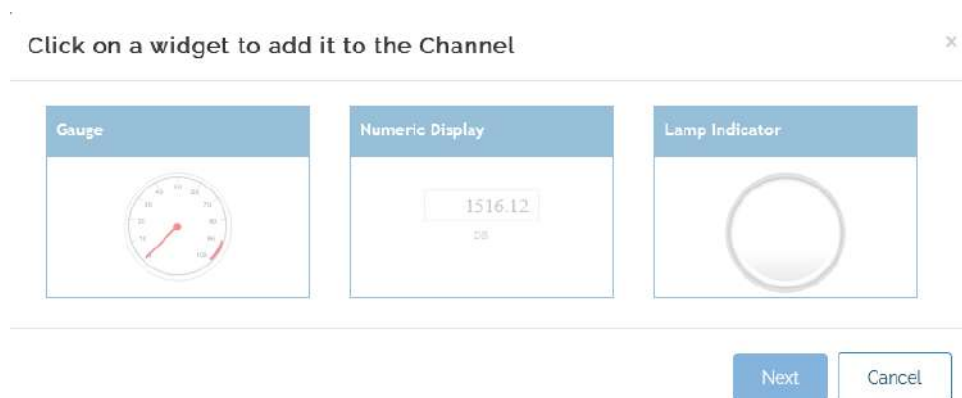 Click on a widget to add it to the Channel
×
Gauge
Numeric Display
Lamp Indicator
1516.12
Next
Cancel